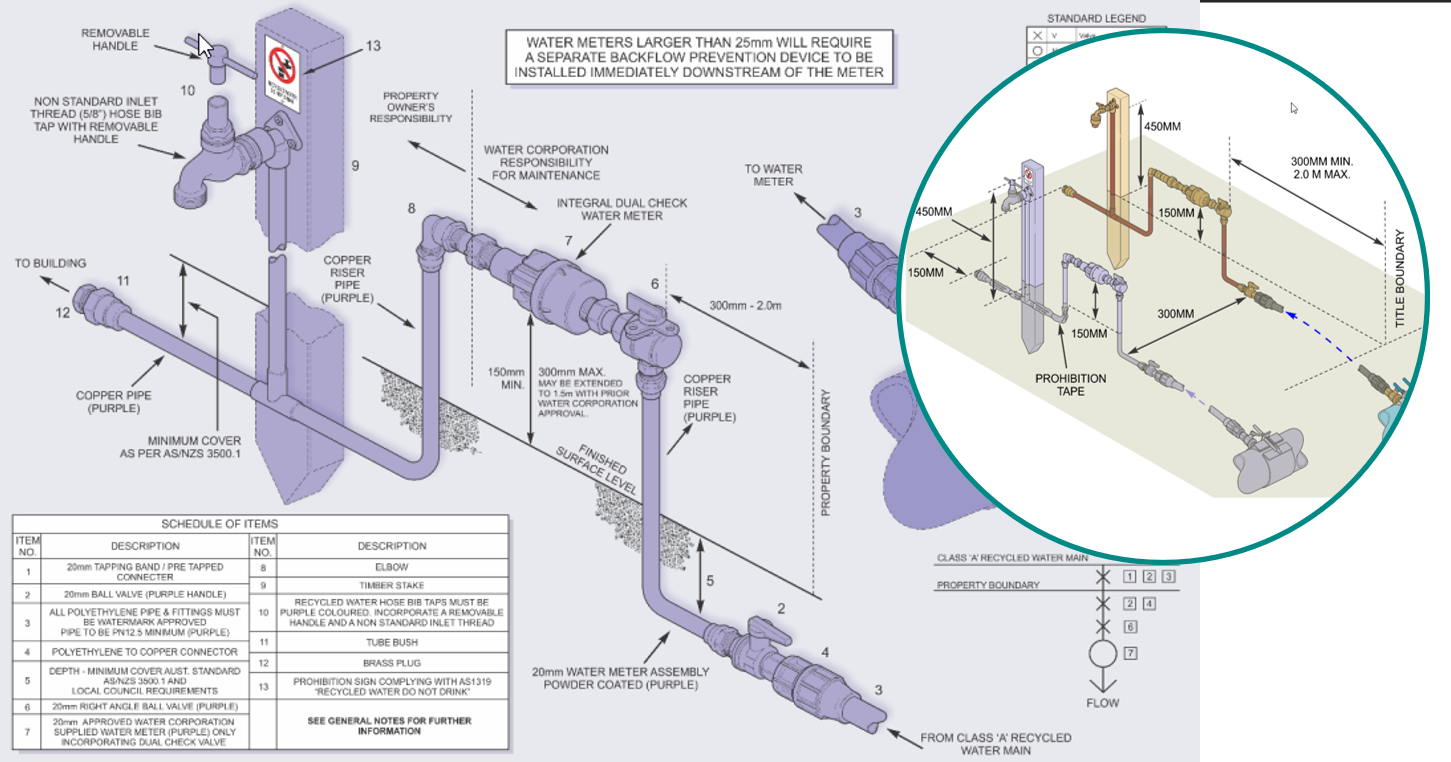 STANDARD LEGEND
V
Valve
REMOVABLE
HANDLE
13
10
NON STANDARD INLET
THREAD (5/8") HOSE BIB
TAP WITH REMOVABLE
HANDLE
9
WATER METERS LARGER THAN 25mm WILL REQUIRE
A SEPARATE BACKFLOW PREVENTION DEVICE TO BE
INSTALLED IMMEDIATELY DOWNSTREAM OF THE METER
PROPERTY
OWNER'S
RESPONSIBILITY
WATER CORPORATION
RESPONSIBILITY
FOR MAINTENANCE
INTEGRAL DUAL CHECK
WATER METER
8
7
6
TO WATER
METER
3
TO BUILDING
11
12
COPPER
RISER
PIPE
(PURPLE)
300mm - 2.0m
150mm
MIN.
300mm MAX.
MAY BE EXTENDED
TO 1.5m WITH PRIOR
WATER CORPORATION
APPROVAL.
COPPER
RISER
PIPE
(PURPLE)
COPPER PIPE
(PURPLE)
MINIMUM COVER
AS PER AS/NZS 3500.1
FINISHED
SURFACE LEVEL
PROPERTY BOUNDARY
5
2
4
3
20mm WATER METER ASSEMBLY
POWDER COATED (PURPLE)
FROM CLASS 'A' RECYCLED
WATER MAIN
450MM
300MM MIN.
2.0 M MAX.
450MM
150MM
150MM
150MM
300MM
PROHIBITION
TAPE
TITLE BOUNDARY
SCHEDULE OF ITEMS
ITEM NO. DESCRIPTION ITEM NO. DESCRIPTION
1 20mm TAPPING BAND / PRE TAPPED
CONNECTER
2 20mm BALL VALVE (PURPLE HANDLE)
3 ALL POLYETHYLENE PIPE & FITTINGS MUST
BE WATERMARK APPROVED
PIPE TO BE PN12.5 MINIMUM (PURPLE)
4 POLYETHYLENE TO COPPER CONNECTOR
5 DEPTH - MINIMUM COVER AUST. STANDARD
AS/NZS 3500.1 AND
LOCAL COUNCIL REQUIREMENTS
6 20mm RIGHT ANGLE BALL VALVE (PURPLE)
7 20mm APPROVED WATER CORPORATION
SUPPLIED WATER METER (PURPLE) ONLY
INCORPORATING DUAL CHECK VALVE
8 ELBOW
9 TIMBER STAKE
10 RECYCLED WATER HOSE BIB TAPS MUST BE
PURPLE COLOURED. INCORPORATE A REMOVABLE
HANDLE AND A NON STANDARD INLET THREAD
11 TUBE BUSH
12 BRASS PLUG
13 PROHIBITION SIGN COMPLYING WITH AS1319
"RECYCLED WATER DO NOT DRINK"
SEE GENERAL NOTES FOR FURTHER
INFORMATION
CLASS 'A' RECYCLED WATER MAIN
1 2 3
PROPERTY BOUNDARY
2 4
6
7
FLOW